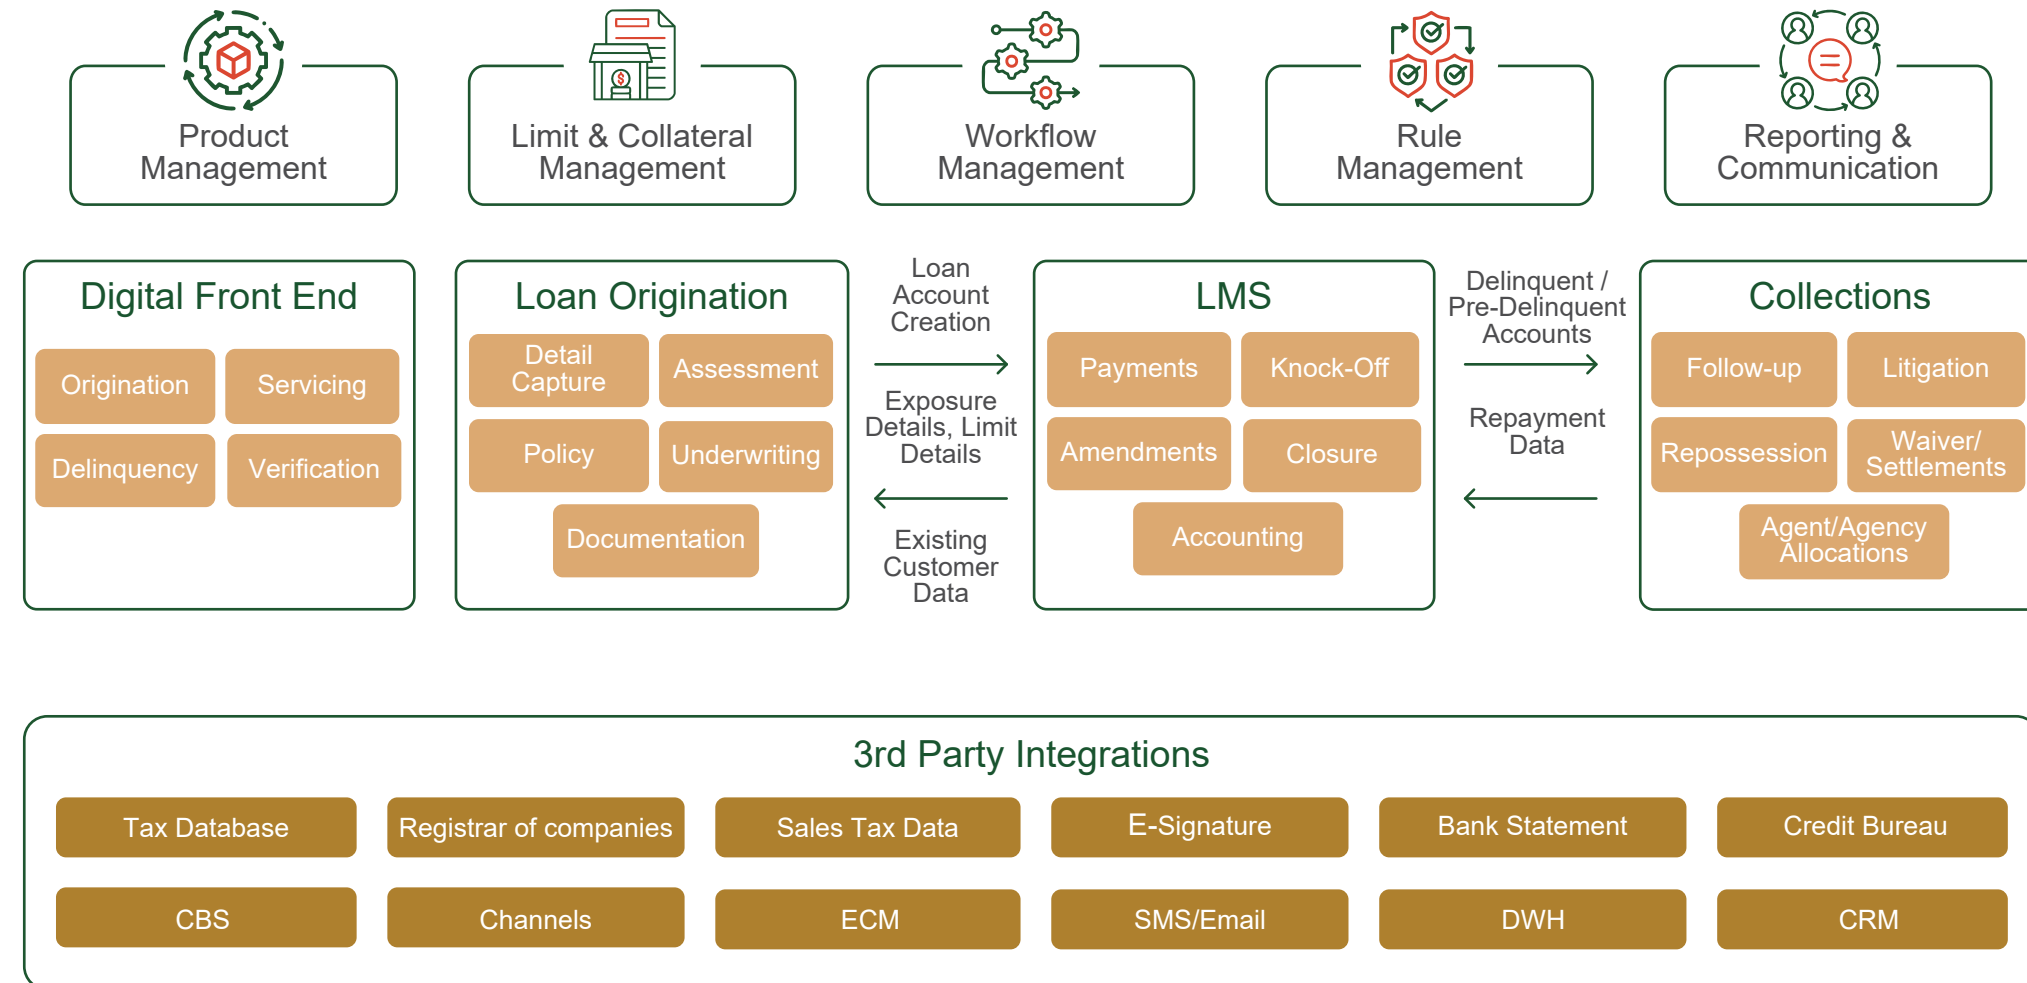 Product
Management
Limit & Collateral
Management
Workflow
Management
Rule
Management
Reporting &
Communication
Digital Front End
Origination
Servicing
Delinquency
Verification
Loan Origination
Detail
Capture
Assessment
Policy
Underwriting
Documentation
Loan
Account
Creation
Exposure
Details, Limit
Details
Existing
Customer
Data
LMS
Payments
Knock-Off
Amendments
Closure
Accounting
Delinquent /
Pre-Delinquent
Accounts
Repayment
Data
Collections
Follow-up
Litigation
Repossession
Waiver/
Settlements
Agent/Agency
Allocations
3rd Party Integrations
Tax Database
Registrar of companies
Sales Tax Data
E-Signature
Bank Statement
Credit Bureau
CBS
Channels
ECM
SMS/Email
DWH
CRM